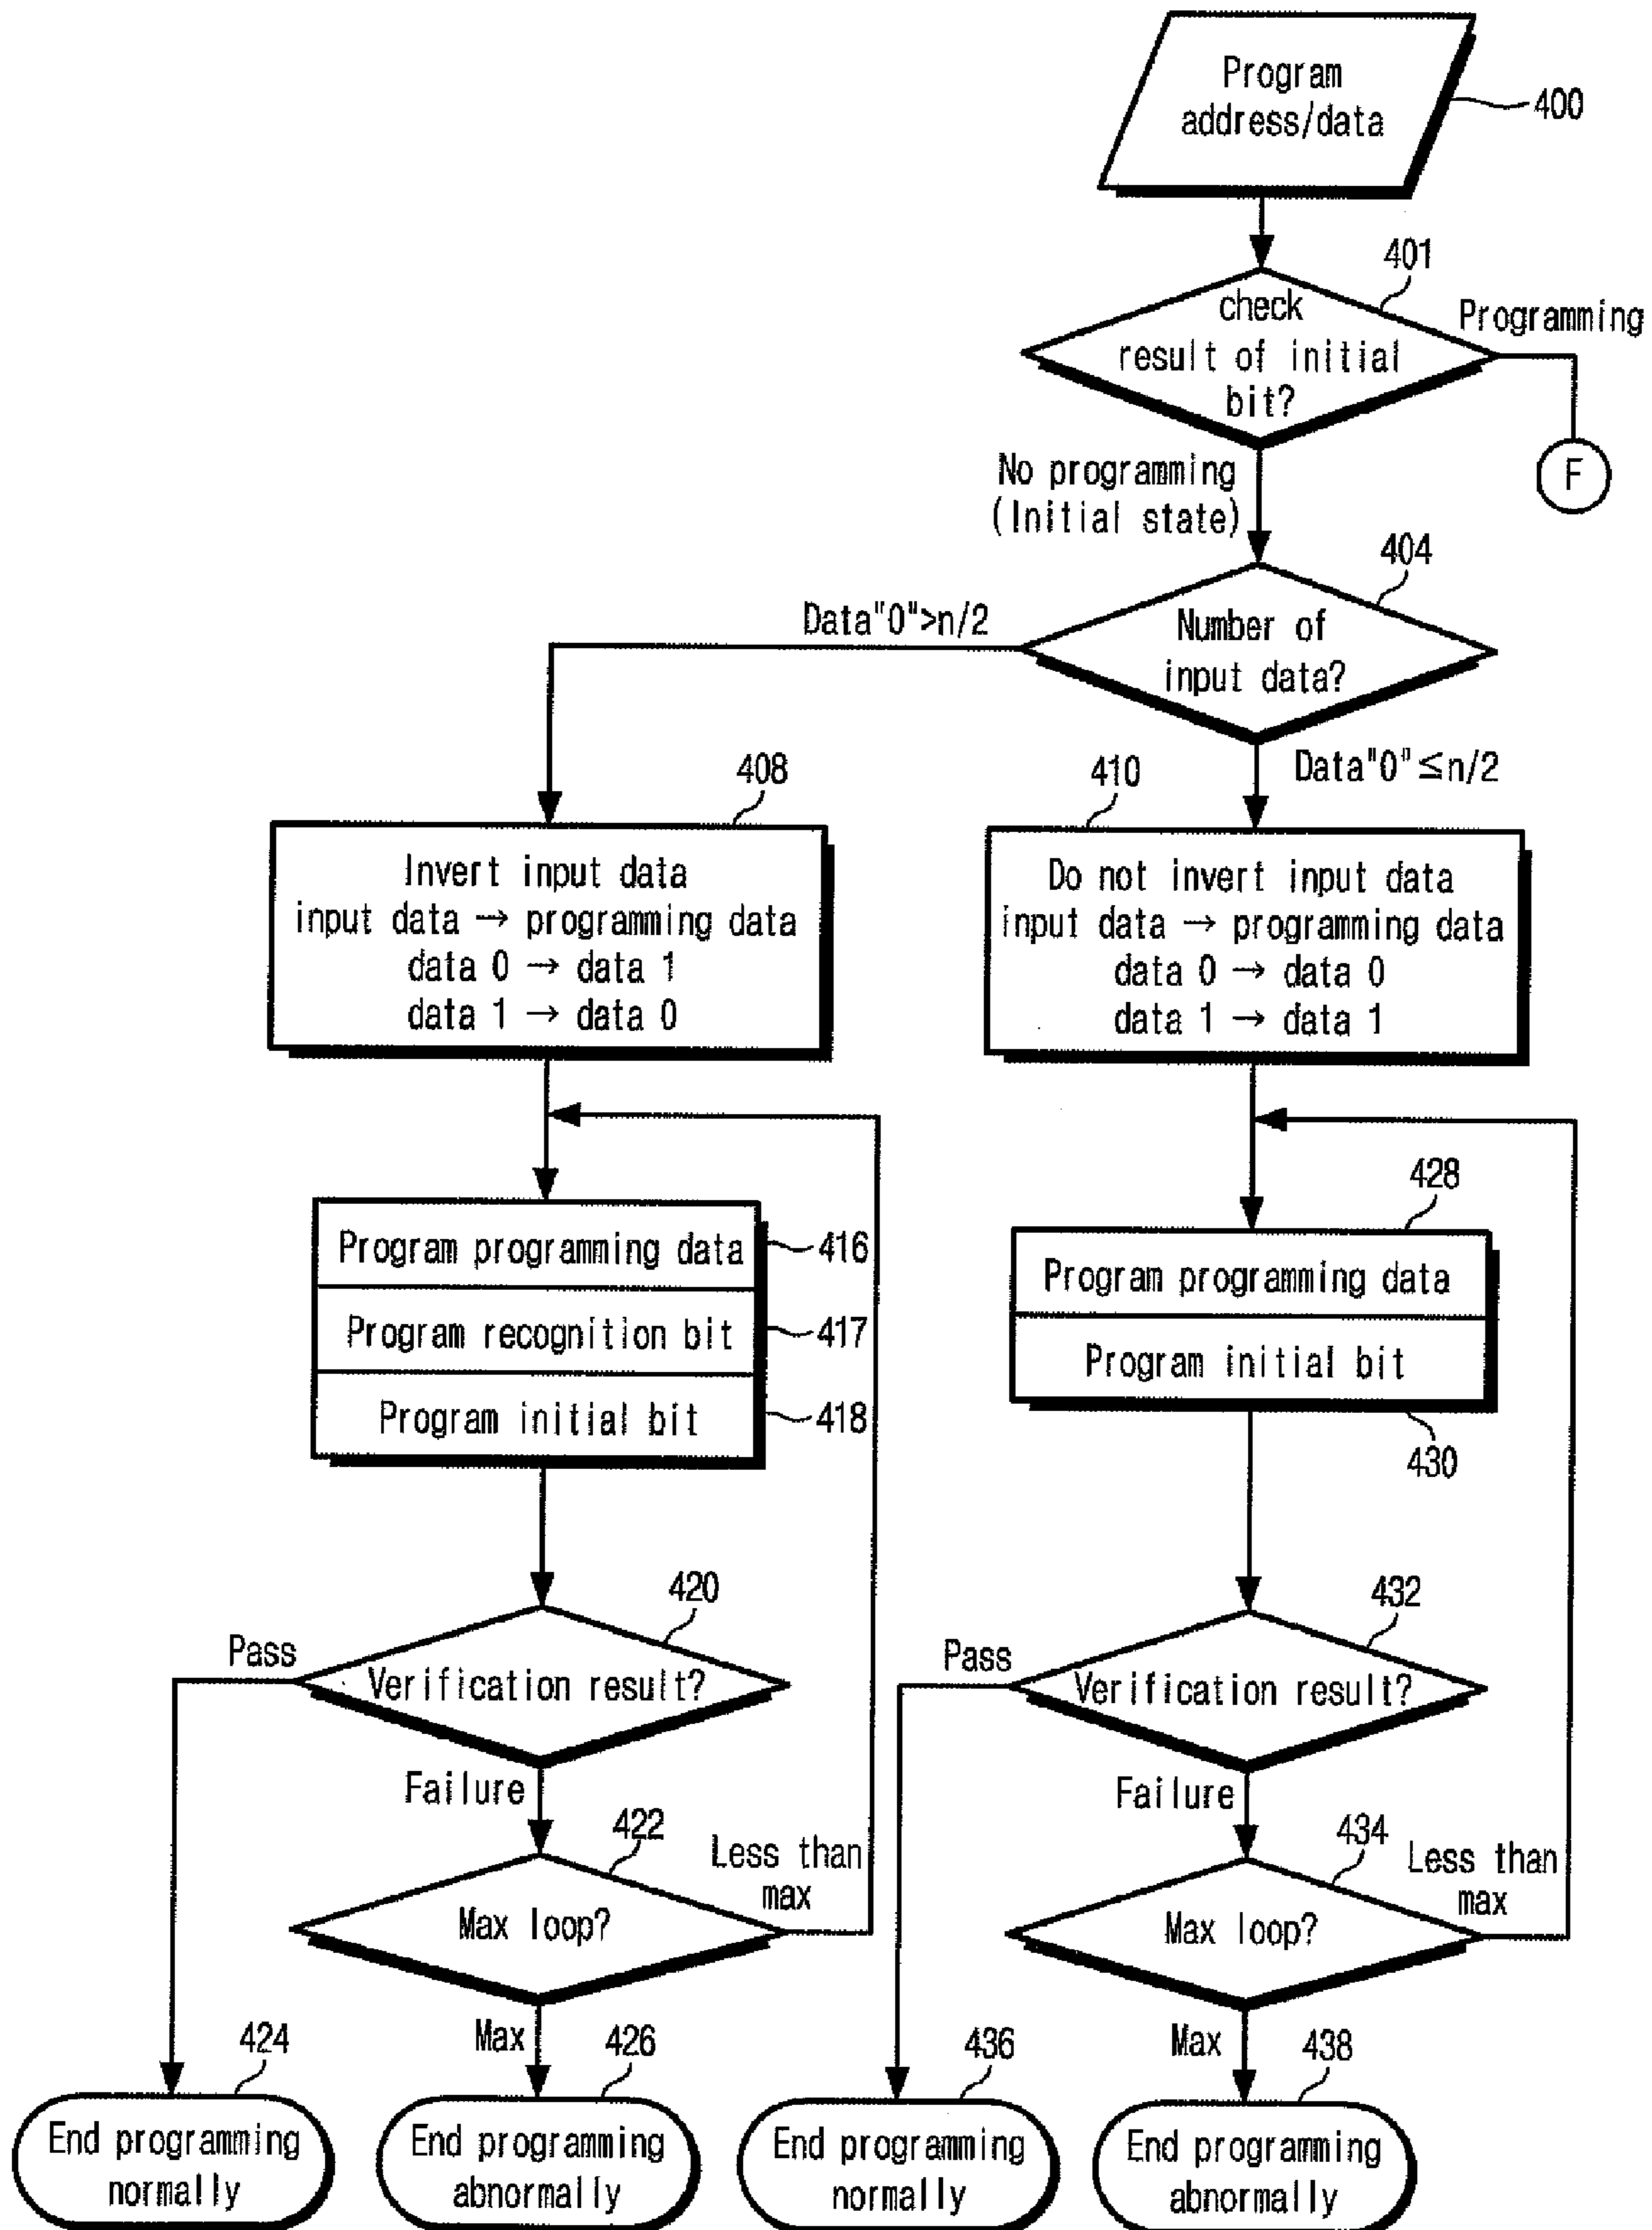 Program
address/data
400
401
check
result of initial
bit?
Programming
F
No programming
(Initial state)
404
Number of
input data?
Data"0">n/2
Data"0"≦n/2
408
Invert input data
input data → programming data
data 0 → data 1
data 1 → data 0
410
Do not invert input data
input data → programming data
data 0 → data 0
data 1 → data 1
Program programming data
416
Program recognition bit
417
Program initial bit
418
428
Program programming data
Program initial bit
430
420
Pass
Verification result?
Failure
422
Less than
max
Max loop?
Max
432
Pass
Verification result?
Failure
434
Less than
max
Max loop?
Max
424
End programming
normally
426
End programming
abnormally
436
End programming
normally
438
End programming
abnormally